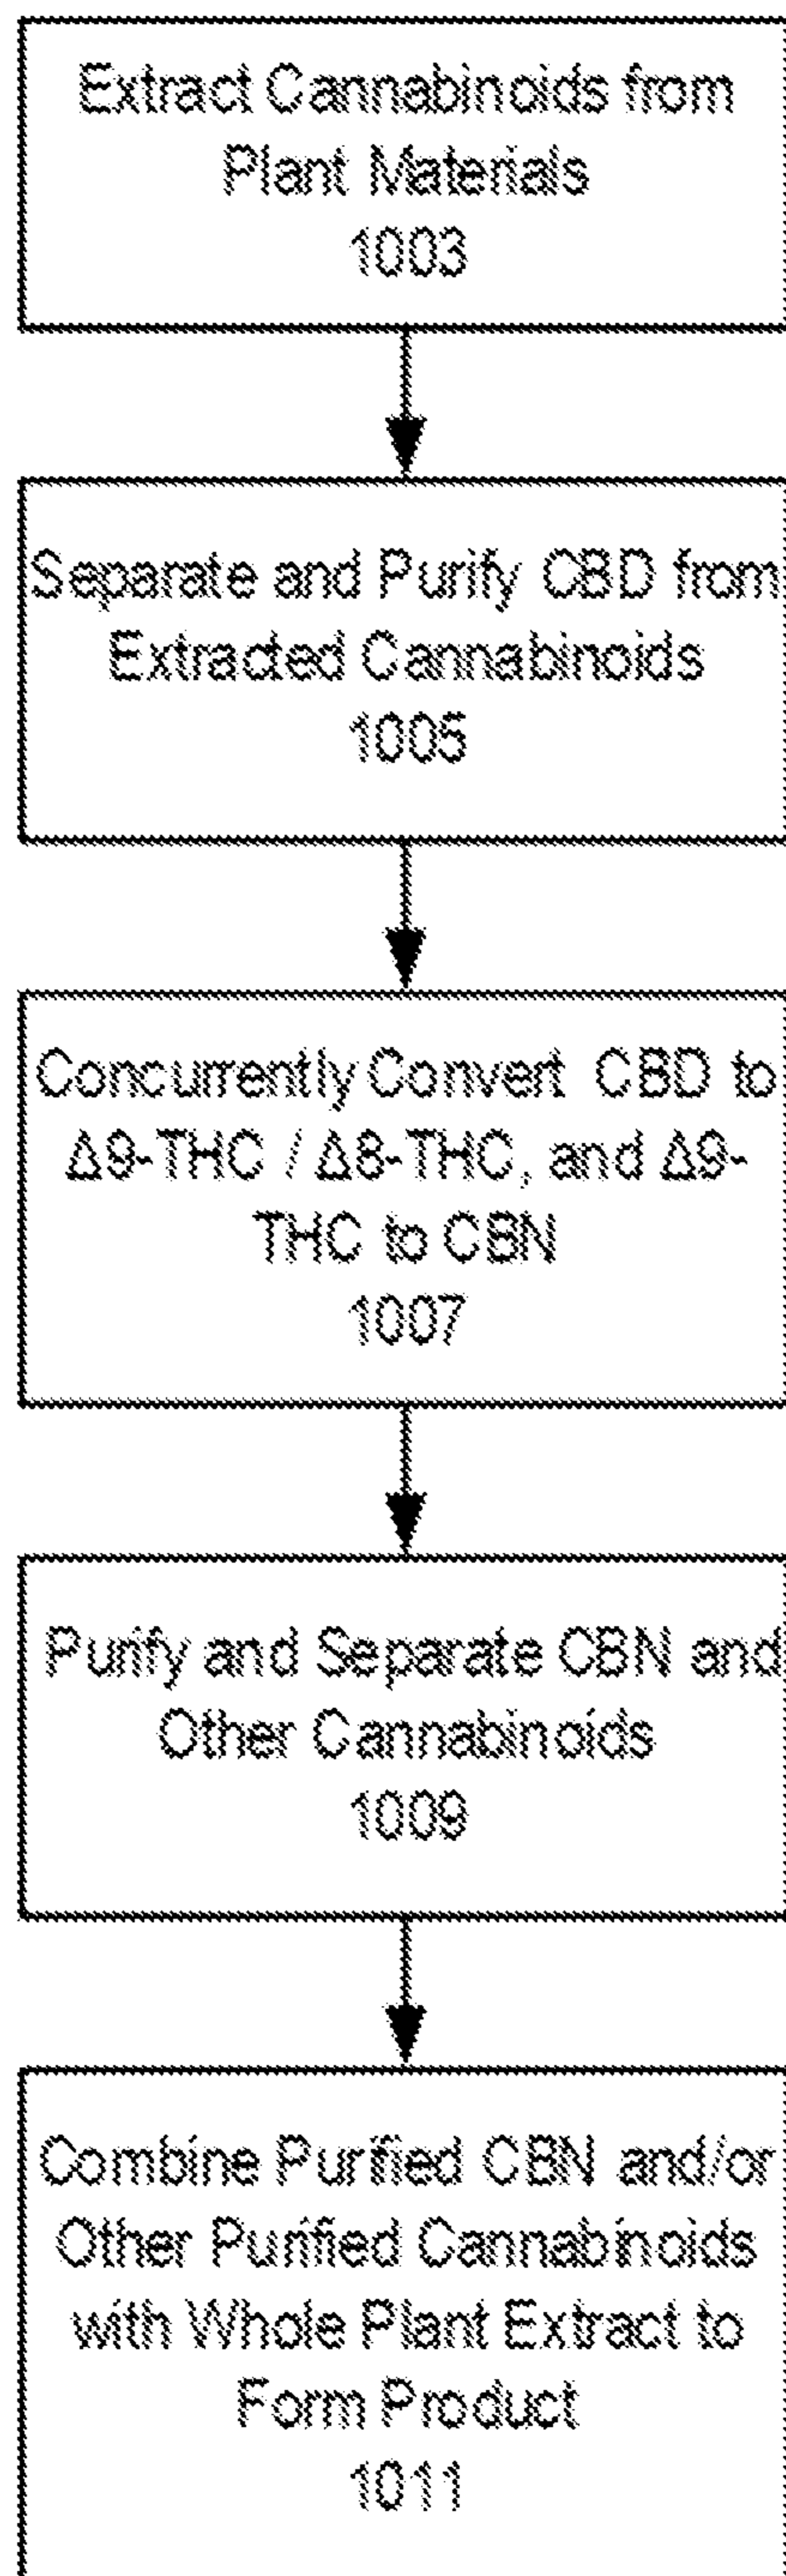 Extract Cannabinoids from
Plant Materials
1003
Separate and Purify CBD from
Extracted Cannabinoids
1005
Concurrently Convert CBD to
Δ9-THC / Δ8-THC, and Δ9-
THC to CBN
1007
Purify and Separate CBN and
Other Cannabinoids
1009
Combine Purified CBN and/or
Other Purified Cannabinoids
with Whole Plant Extract to
Form Product
1011